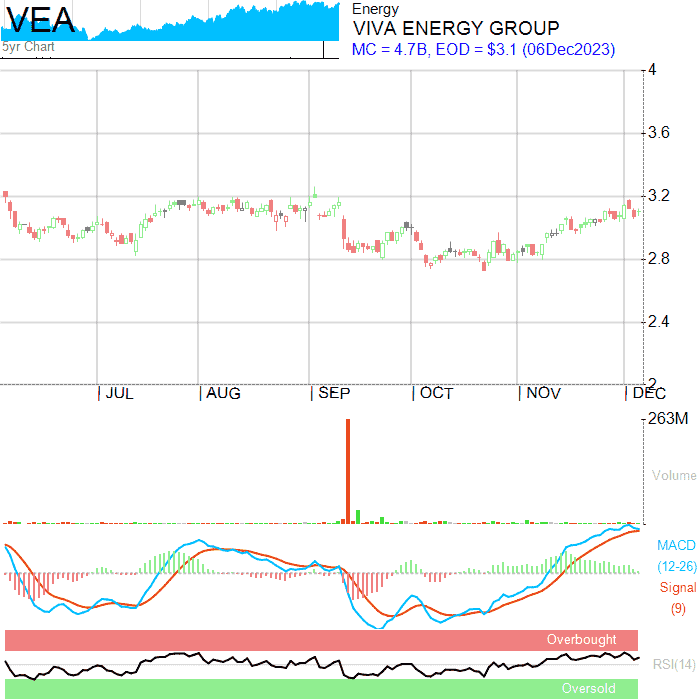 VEA
5yr Chart
Energy
VIVA ENERGY GROUP
MC = 4.7B, EOD = $3.1 (06Dec2023)
4
3.6
3.2
2.8
2.4
2
| JUL | AUG | SEP | OCT | NOV | DEC
263M
Volume
MACD
(12-26)
Signal
(9)
Overbought
RSI(14)
Oversold